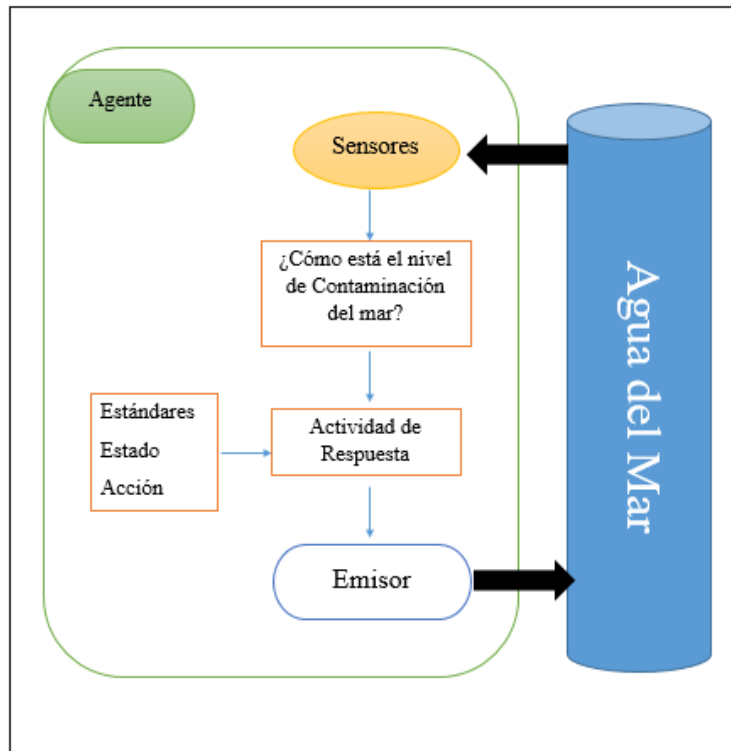 Agente
Sensores
¿Cómo está el nivel
de Contaminación
del mar?
Estándares
Estado
Acción
Actividad de
Respuesta
Emisor
Agua del Mar